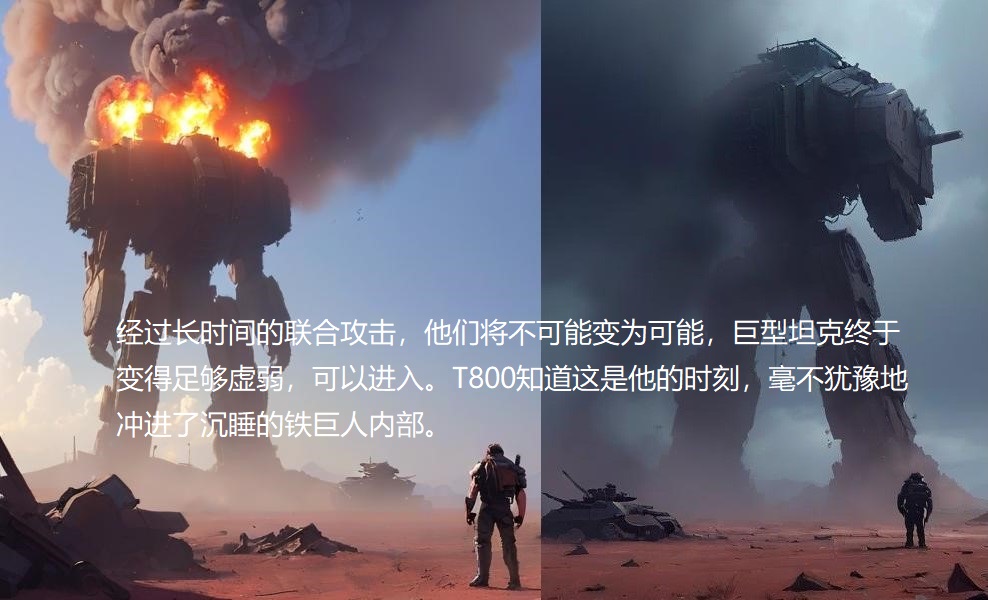 经过长时间的联合攻击，他们将不可能变为可能，巨型坦克终于
变得足够虚弱，可以进入。T800知道这是他的时刻，毫不犹豫地
冲进了沉睡的铁巨人内部。